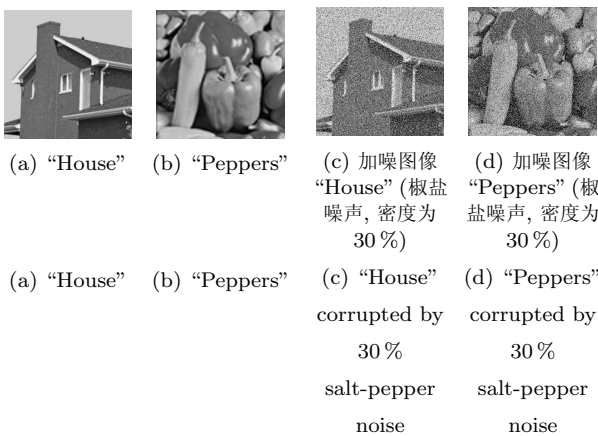 (a) “House”
(b) “Peppers”
(c) 加噪图像
“House” (椒盐
噪声, 密度为
30 %)
(d) 加噪图像
“Peppers” (椒
盐噪声, 密度为
30 %)
(a) “House”
(b) “Peppers”
(c) “House”
corrupted by
30 %
salt-pepper
noise
(d) “Peppers”
corrupted by
30 %
salt-pepper
noise